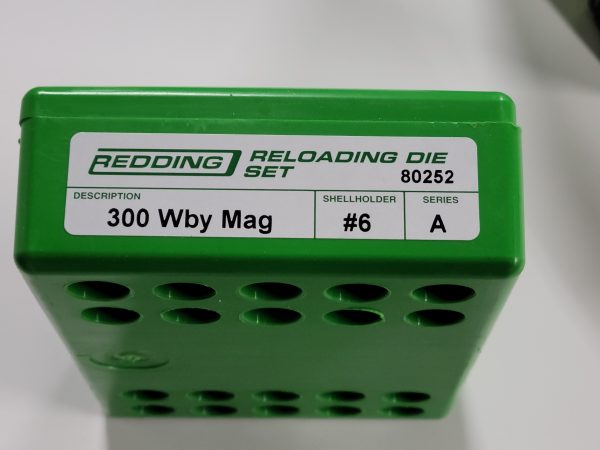 REDDING RELOADING DIE
SET 80252
DESCRIPTION SHELLHOLDER SERIES
300 Wby Mag #6 A